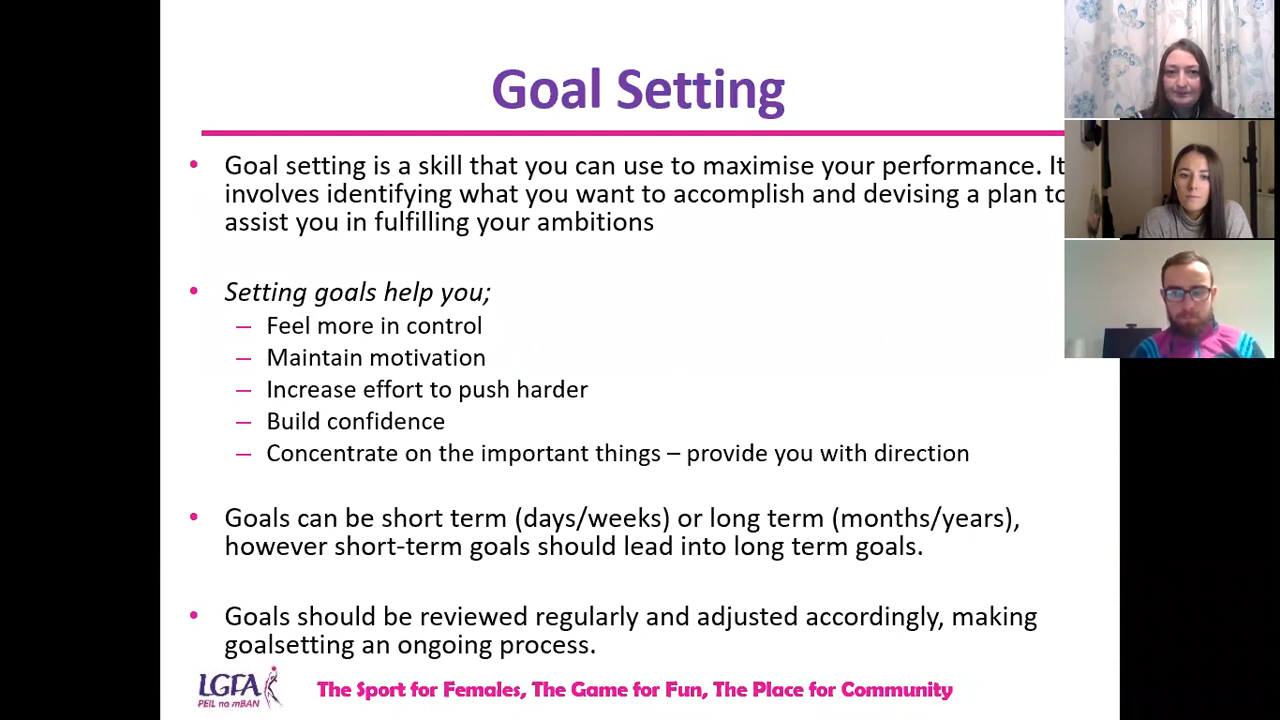 Goal Setting
Goal setting is a skill that you can use to maximise your performance. It
involves identifying what you want to accomplish and devising a plan to
assist you in fulfilling your ambitions
Setting goals help you;
– Feel more in control
– Maintain motivation
– Increase effort to push harder
– Build confidence
– Concentrate on the important things – provide you with direction
Goals can be short term (days/weeks) or long term (months/years),
however short-term goals should lead into long term goals.
Goals should be reviewed regularly and adjusted accordingly, making
goalsetting an ongoing process.
LGFA
PEIL na mBAN
The Sport for Females, The Game for Fun, The Place for Community